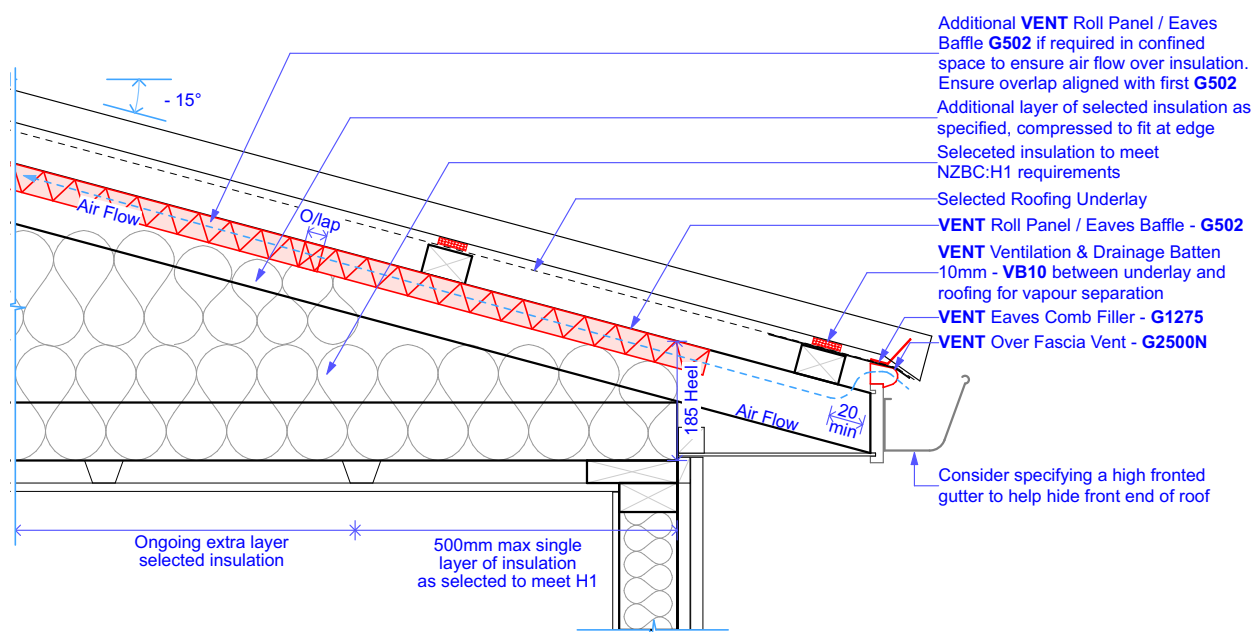 Additional VENT Roll Panel / Eaves
Baffle G502 if required in confined
space to ensure air flow over insulation.
Ensure overlap aligned with first G502
Additional layer of selected insulation as
specified, compressed to fit at edge
Seleceted insulation to meet
NZBC:H1 requirements
Selected Roofing Underlay
VENT Roll Panel / Eaves Baffle - G502
VENT Ventilation & Drainage Batten
10mm - VB10 between underlay and
roofing for vapour separation
VENT Eaves Comb Filler - G1275
VENT Over Fascia Vent - G2500N
- 15°
Air Flow
O/lap
185 Heel
Air Flow
20
min
Consider specifying a high fronted
gutter to help hide front end of roof
Ongoing extra layer
selected insulation
500mm max single
layer of insulation
as selected to meet H1